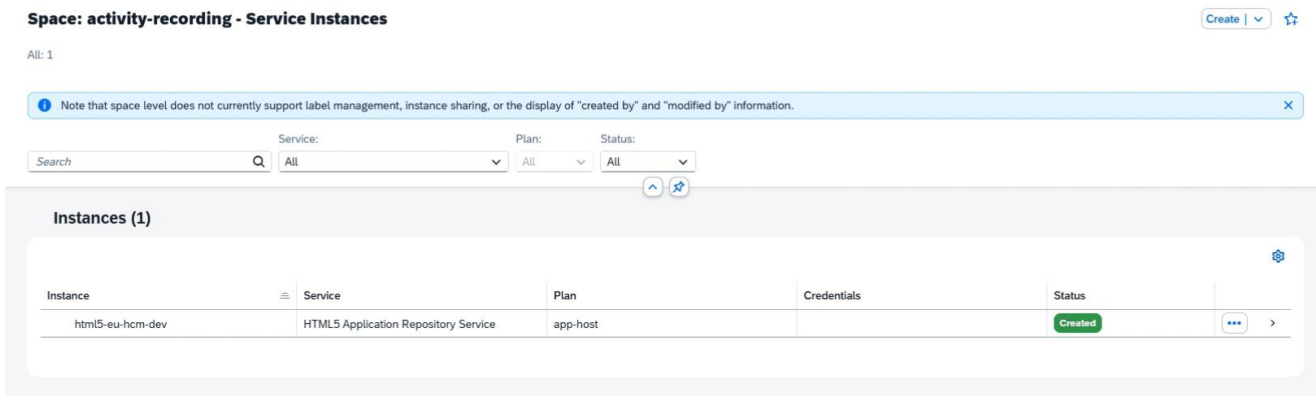 Space: activity-recording - Service Instances
Create
All: 1
Note that space level does not currently support label management, instance sharing, or the display of "created by" and "modified by" information.
Service: Plan: Status:
Search All All All
Instances (1)
Instance Service Plan Credentials Status
html5-eu-hcm-dev HTML5 Application Repository Service app-host Created